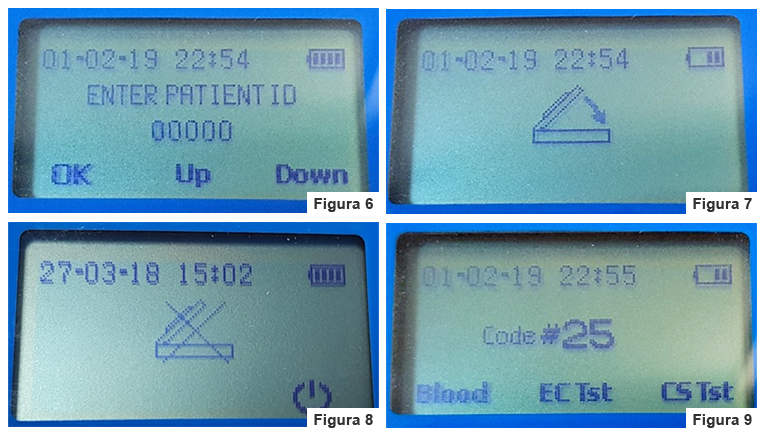 01-02-19 22:54
ENTER PATIENT ID
00000
OK Up Down
Figura 6
01-02-19 22:54
Figura 7
27-03-18 15:02
Figura 8
01-02-19 22:55
Code #25
Blood EC Tst CS Tst
Figura 9